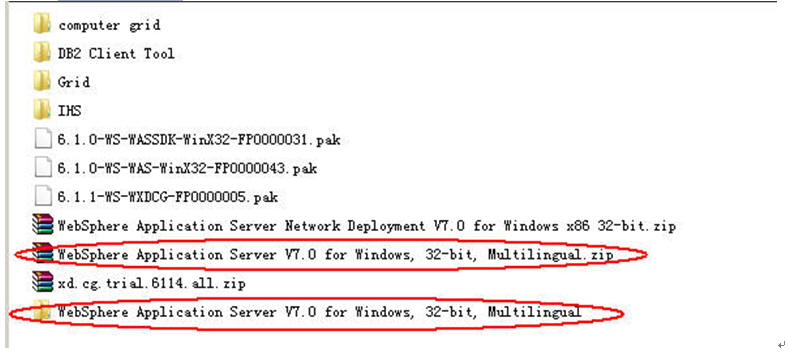 computer grid
DB2 Client Tool
Grid
IHS
6.1.0-WS-WASSDK-WinX32-FP0000031.pak
6.1.0-WS-WAS-WinX32-FP0000043.pak
6.1.1-WS-WXDCG-FP0000005.pak
WebSphere Application Server Network Deployment V7.0 for Windows x86 32-bit.zip
WebSphere Application Server V7.0 for Windows, 32-bit, Multilingual.zip
xd.cg.trial.6114.all.zip
WebSphere Application Server V7.0 for Windows, 32-bit, Multilingual